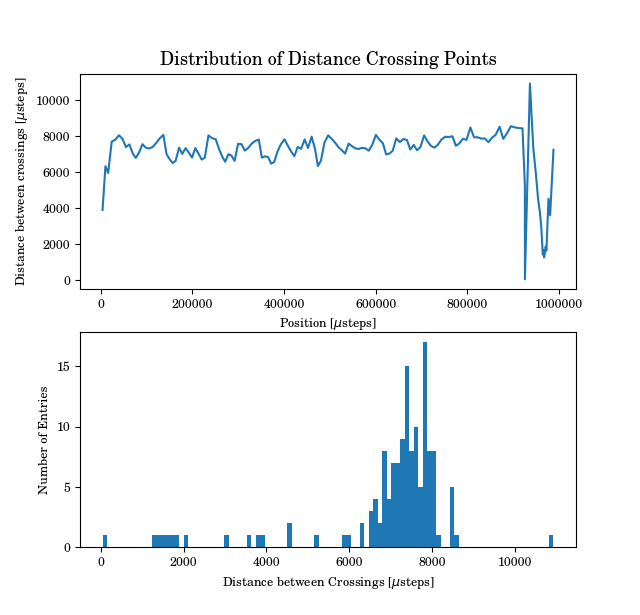 Distribution of Distance Crossing Points
Distance between crossings [μsteps]
10000
8000
6000
4000
2000
0
0 200000 400000 600000 800000 1000000
Position [μsteps]
Number of Entries
15
10
5
0
0 2000 4000 6000 8000 10000
Distance between Crossings [μsteps]